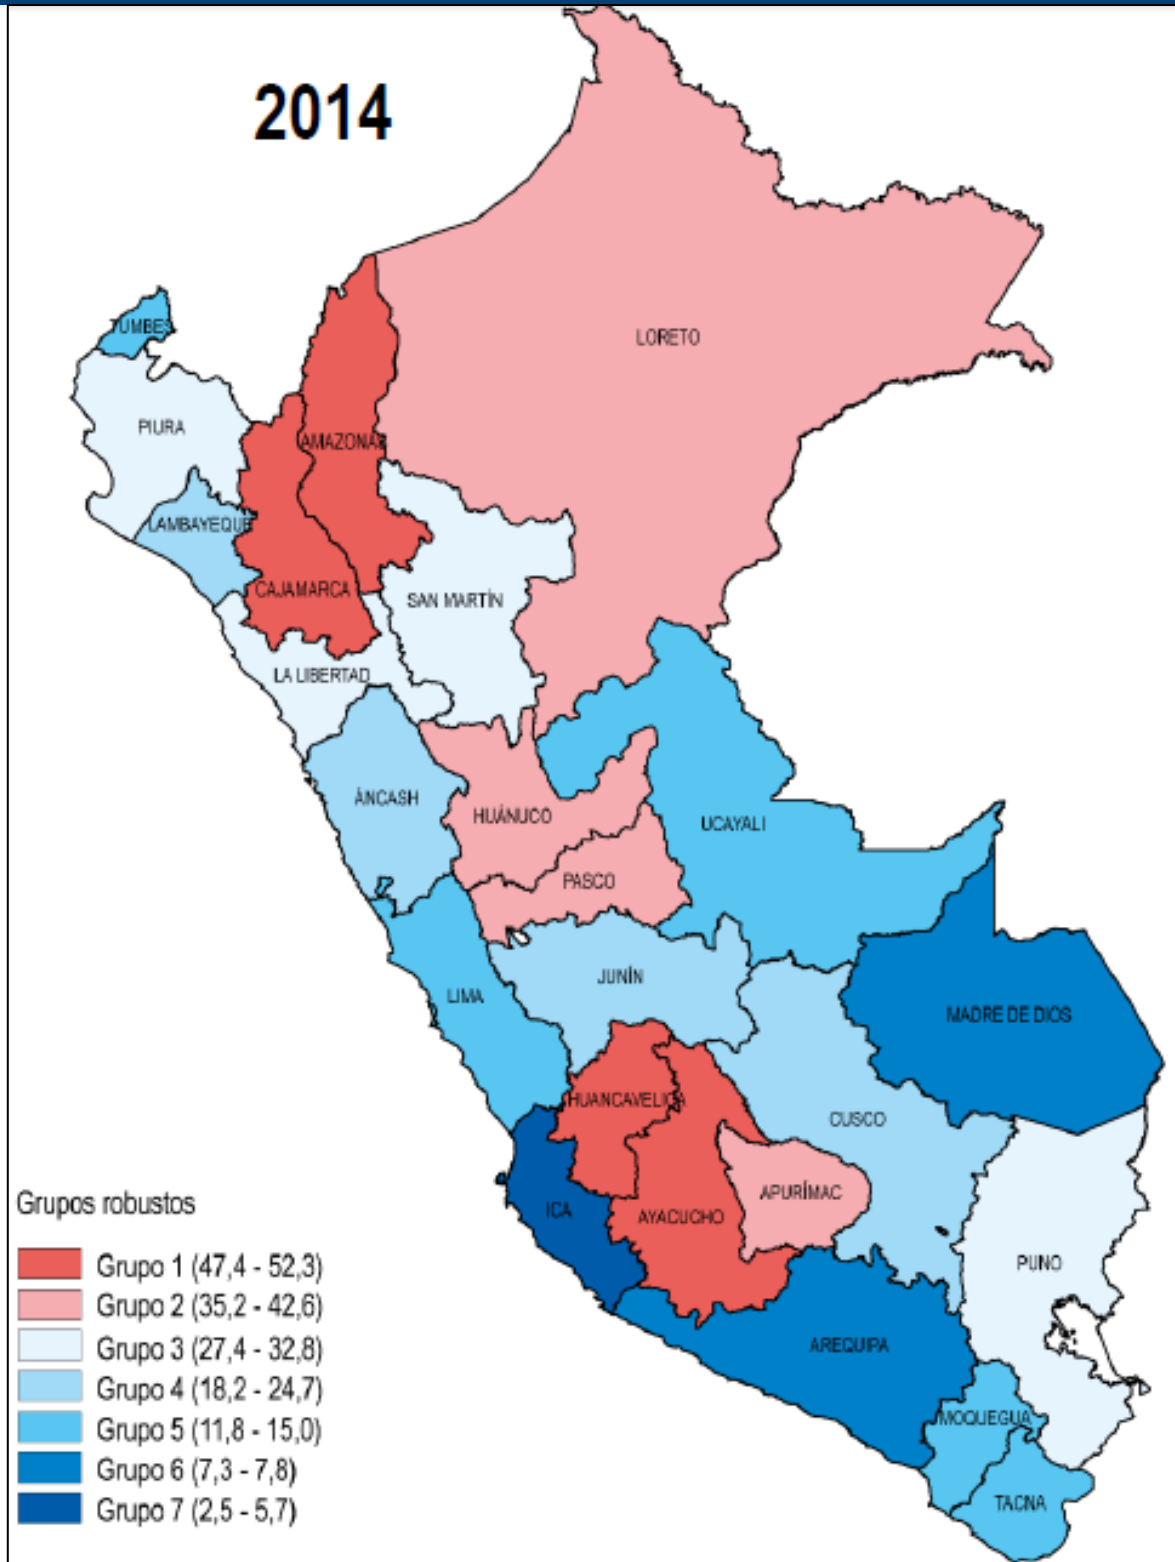 2014
LORETO
TUMBES
PIURA
AMAZONAS
LAMBAYEQUE
CAJAMARCA
SAN MARTÍN
LA LIBERTAD
ÁNCASH
HUÁNUCO
UCAYALI
PASCO
JUNÍN
LIMA
MADRE DE DIOS
HUANCAVELICA
CUSCO
APURÍMAC
ICA
AYACUCHO
PUNO
AREQUIPA
MOQUEGUA
TACNA
Grupos robustos
Grupo 1 (47,4 - 52,3)
Grupo 2 (35,2 - 42,6)
Grupo 3 (27,4 - 32,8)
Grupo 4 (18,2 - 24,7)
Grupo 5 (11,8 - 15,0)
Grupo 6 (7,3 - 7,8)
Grupo 7 (2,5 - 5,7)